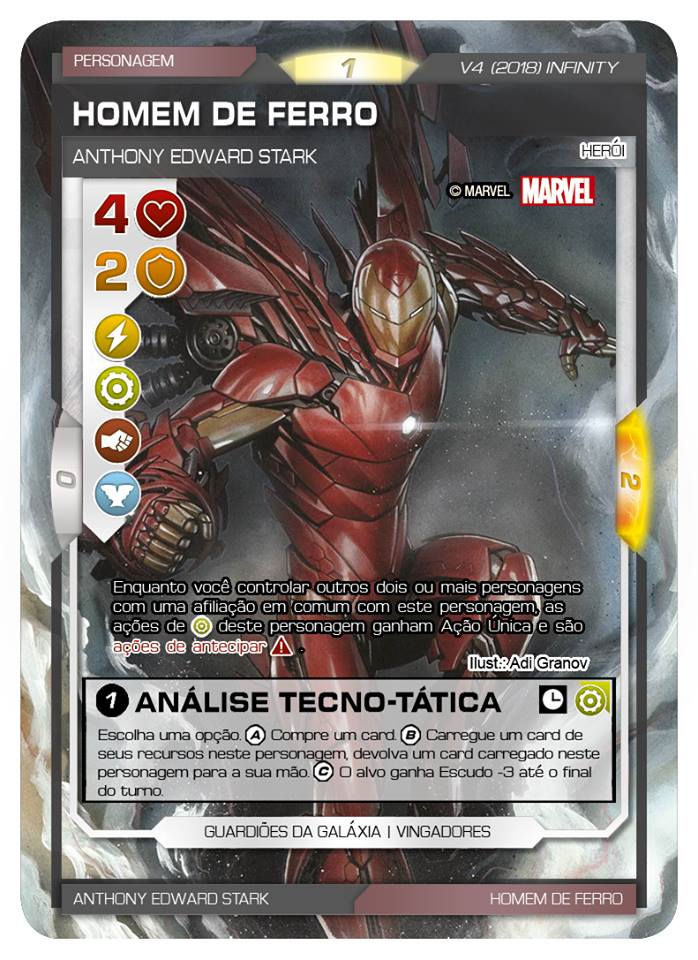 PERSONAGEM
1
V4 (2018) INFINITY
HOMEM DE FERRO
ANTHONY EDWARD STARK
HERÓI
© MARVEL MARVEL
4
2
0
2
Enquanto você controlar outros dois ou mais personagens
com uma afiliação em comum com este personagem, as
ações de deste personagem ganham Ação Única e são
ações de antecipar .
Ilust.: Adi Granov
1 ANÁLISE TECNO-TÁTICA
Escolha uma opção. A Compre um card. B Carregue um card de
seus recursos neste personagem, devolva um card carregado neste
personagem para a sua mão. C O alvo ganha Escudo -3 até o final
do turno.
GUARDIÕES DA GALÁXIA | VINGADORES
ANTHONY EDWARD STARK
HOMEM DE FERRO